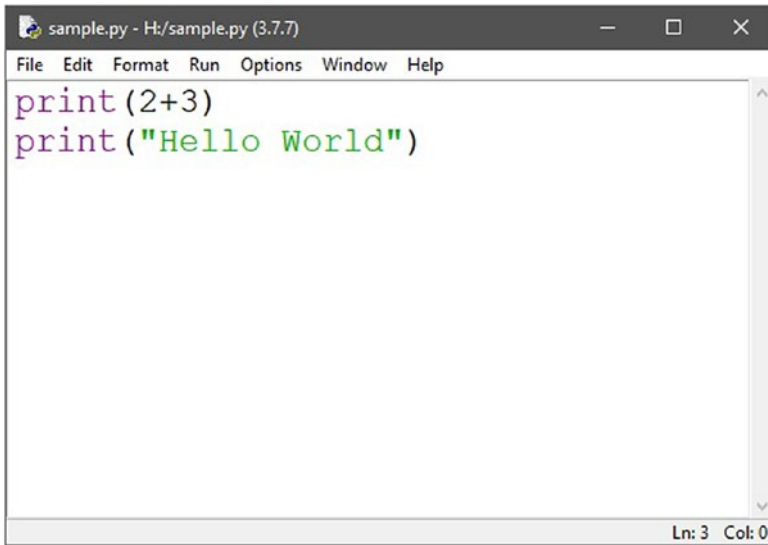 sample.py - H:/sample.py (3.7.7)
File Edit Format Run Options Window Help
print(2+3)
print("Hello World")
Ln: 3 Col: 0